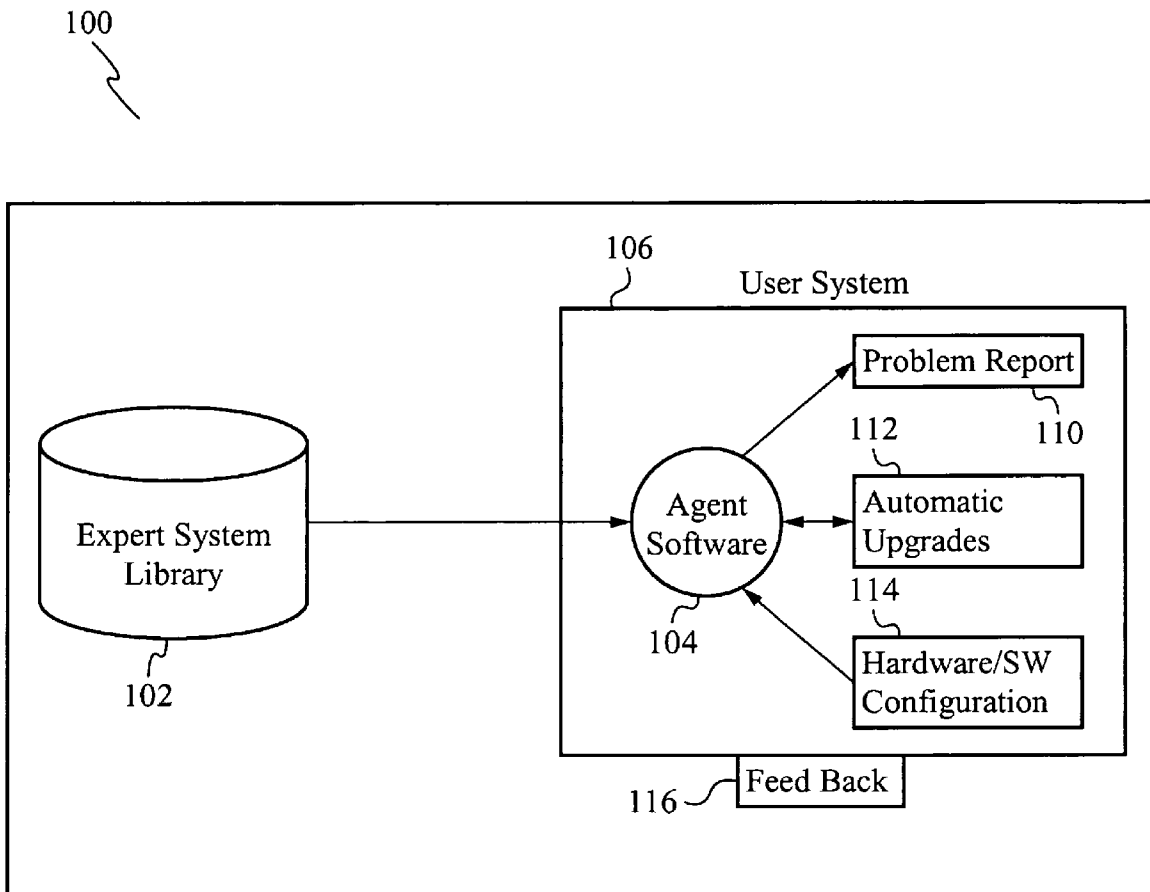 100
106
User System
Problem Report
110
112
Expert System
Library
Agent
Software
Automatic
Upgrades
114
104
102
Hardware/SW
Configuration
116
Feed Back